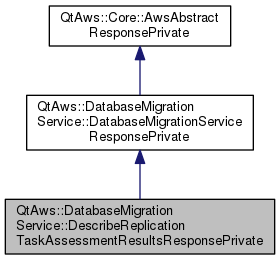 QtAws::Core::AwsAbstract
ResponsePrivate
QtAws::DatabaseMigration
Service::DatabaseMigrationService
ResponsePrivate
QtAws::DatabaseMigration
Service::DescribeReplication
TaskAssessmentResultsResponsePrivate